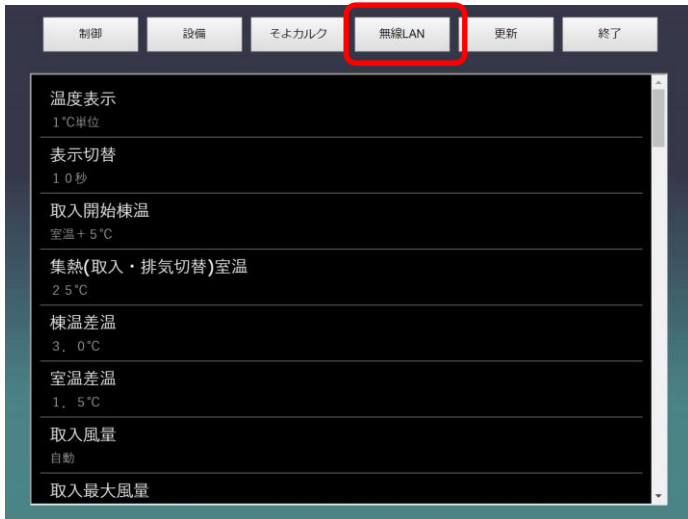 制御 設備 そよカルク 無線LAN 更新 終了
温度表示
1℃単位
表示切替
10秒
取入開始棟温
室温+5℃
集熱(取入・排気切替)室温
25℃
棟温差温
3．0℃
室温差温
1．5℃
取入風量
自動
取入最大風量